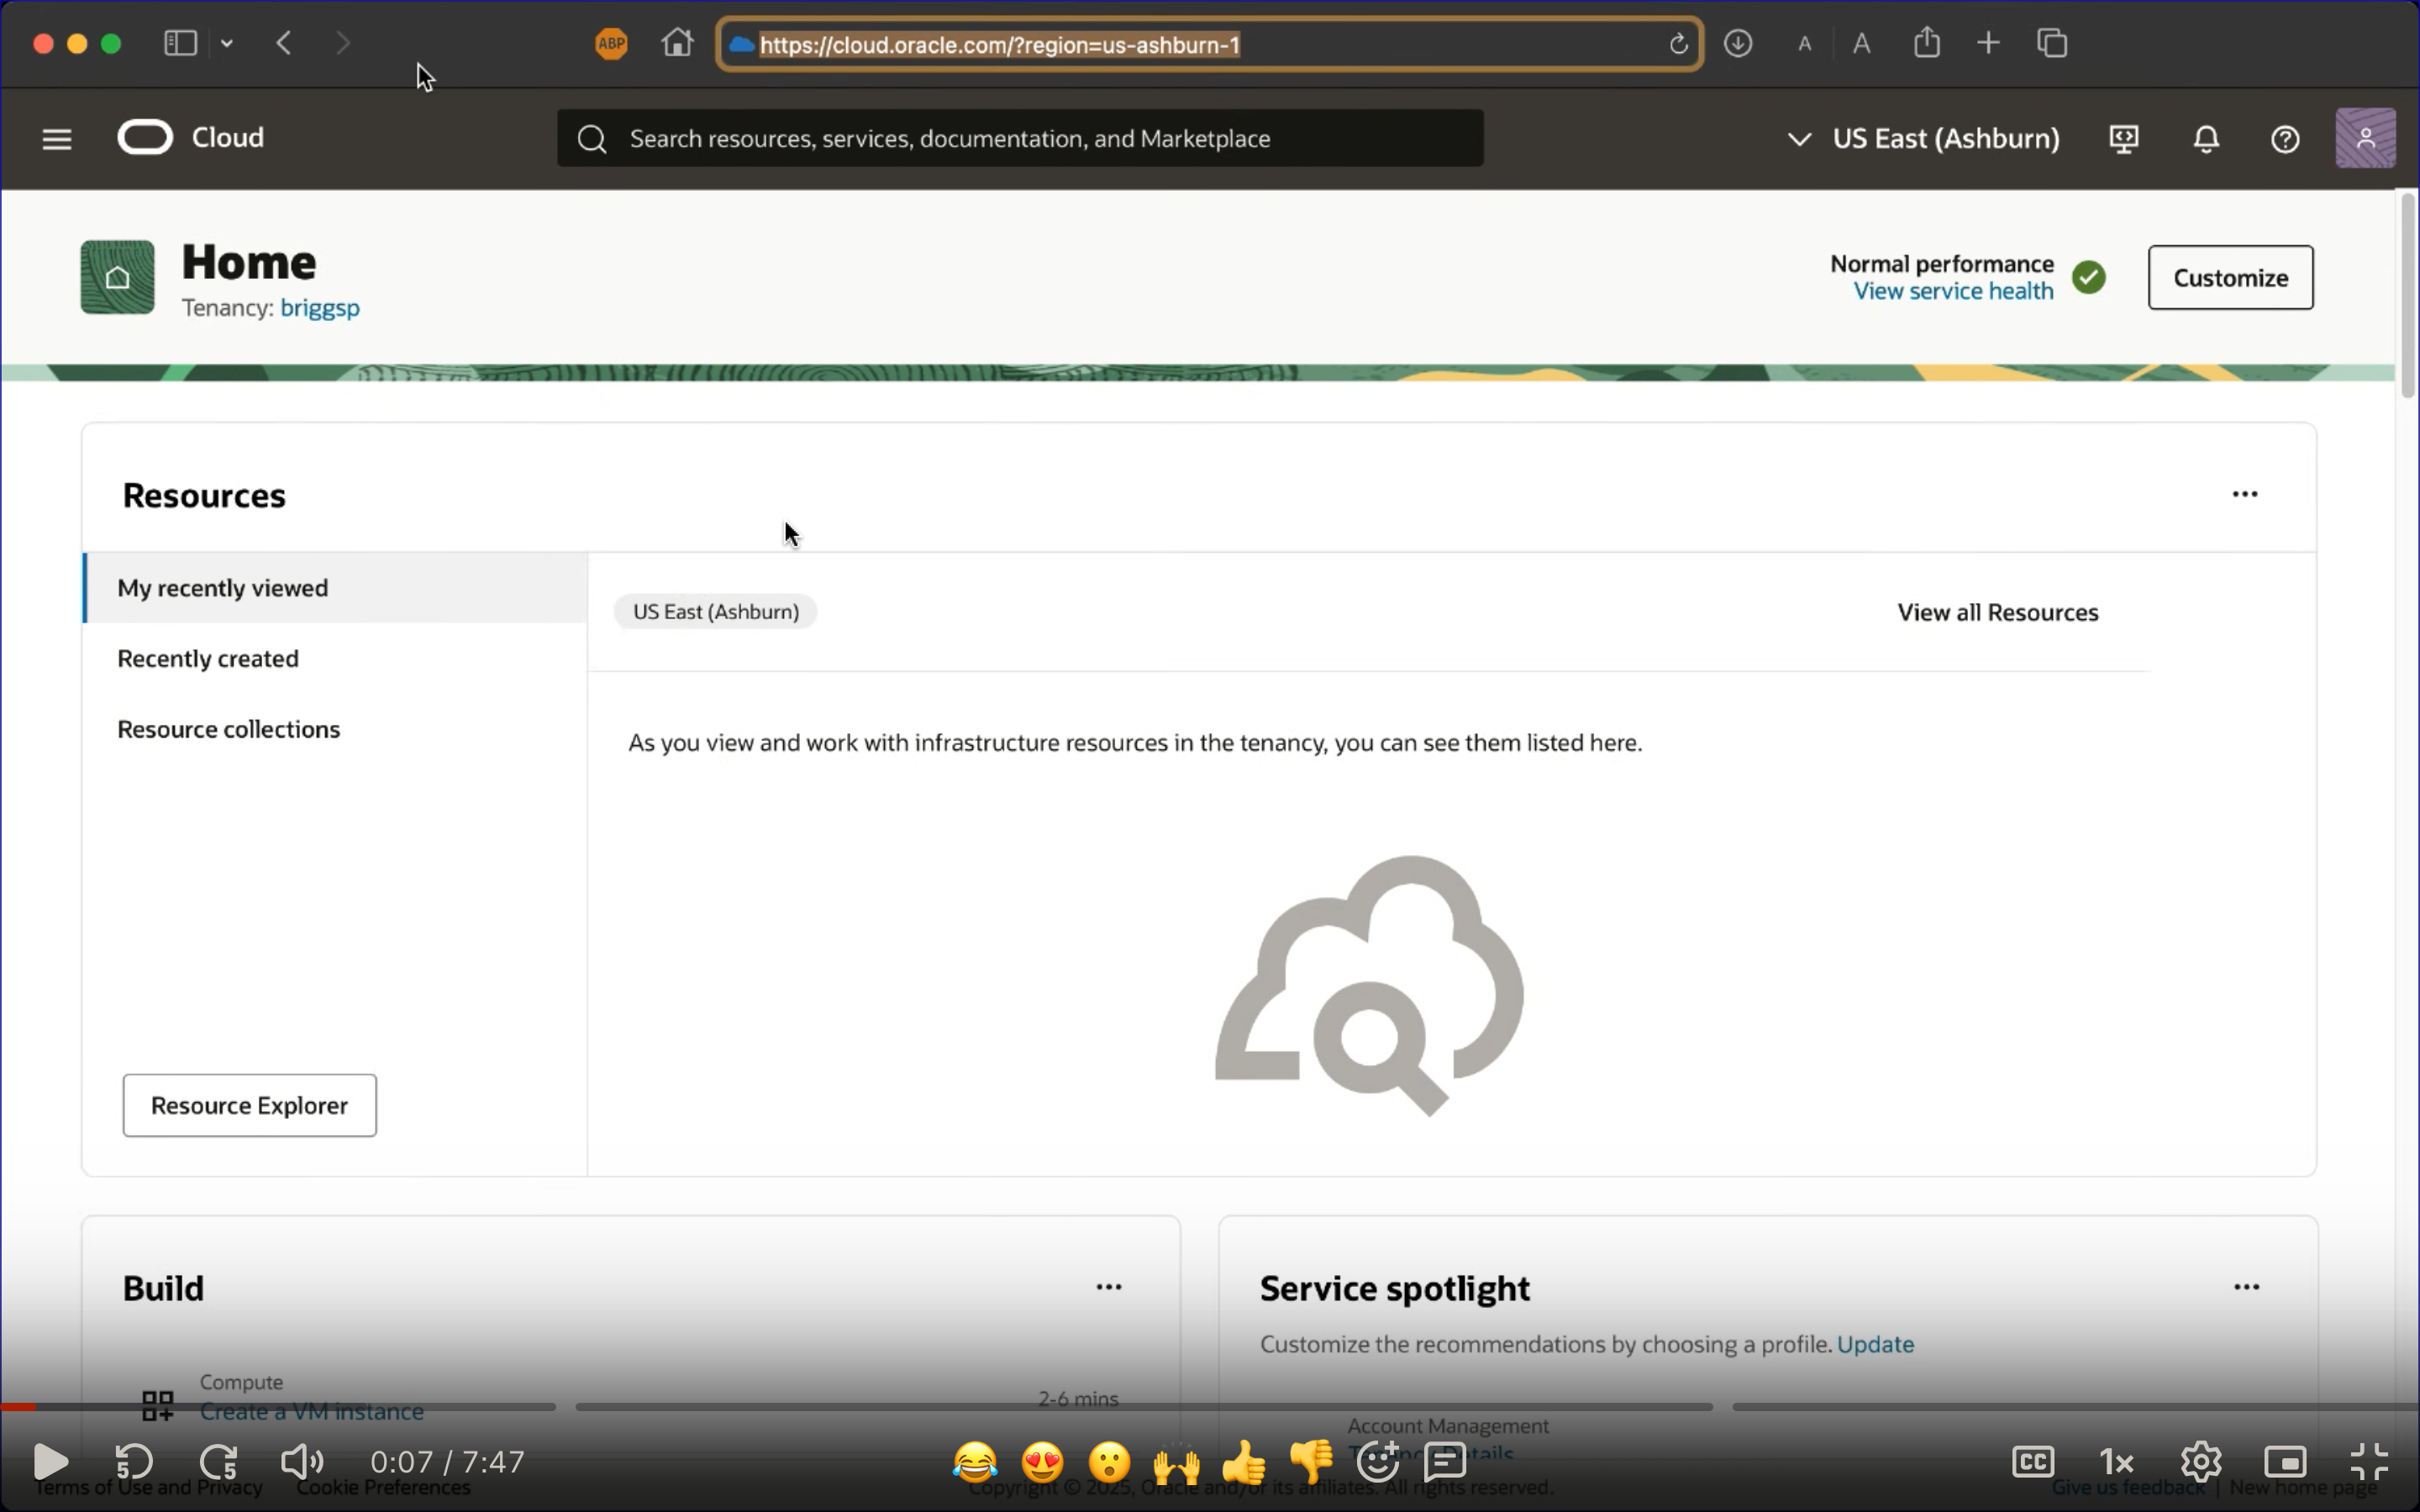 ABP
https://cloud.oracle.com/?region=us-ashburn-1
A A
Cloud
Search resources, services, documentation, and Marketplace
US East (Ashburn)
Home
Tenancy: briggsp
Normal performance
View service health
Customize
Resources
My recently viewed
Recently created
Resource collections
US East (Ashburn)
View all Resources
As you view and work with infrastructure resources in the tenancy, you can see them listed here.
Resource Explorer
Build
Compute
Create a VM instance
2-6 mins
Service spotlight
Customize the recommendations by choosing a profile. Update
Account Management
Tenancy Details
5 5 0:07 / 7:47
CC 1x
Terms of Use and Privacy Cookie Preferences
Copyright © 2025, Oracle and/or its affiliates. All rights reserved.
Give us feedback | New home page